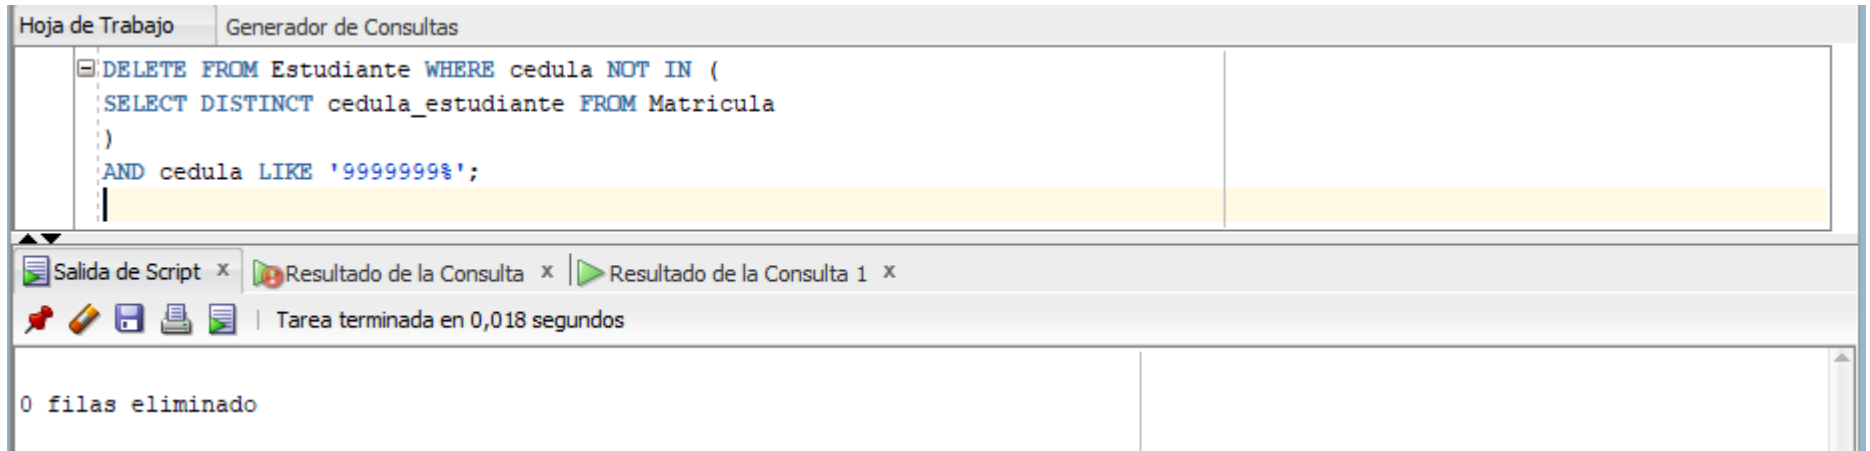 Hoja de Trabajo Generador de Consultas
DELETE FROM Estudiante WHERE cedula NOT IN (
SELECT DISTINCT cedula_estudiante FROM Matricula
)
AND cedula LIKE '9999999%';
Salida de Script x Resultado de la Consulta x Resultado de la Consulta 1 x
Tarea terminada en 0,018 segundos
0 filas eliminado